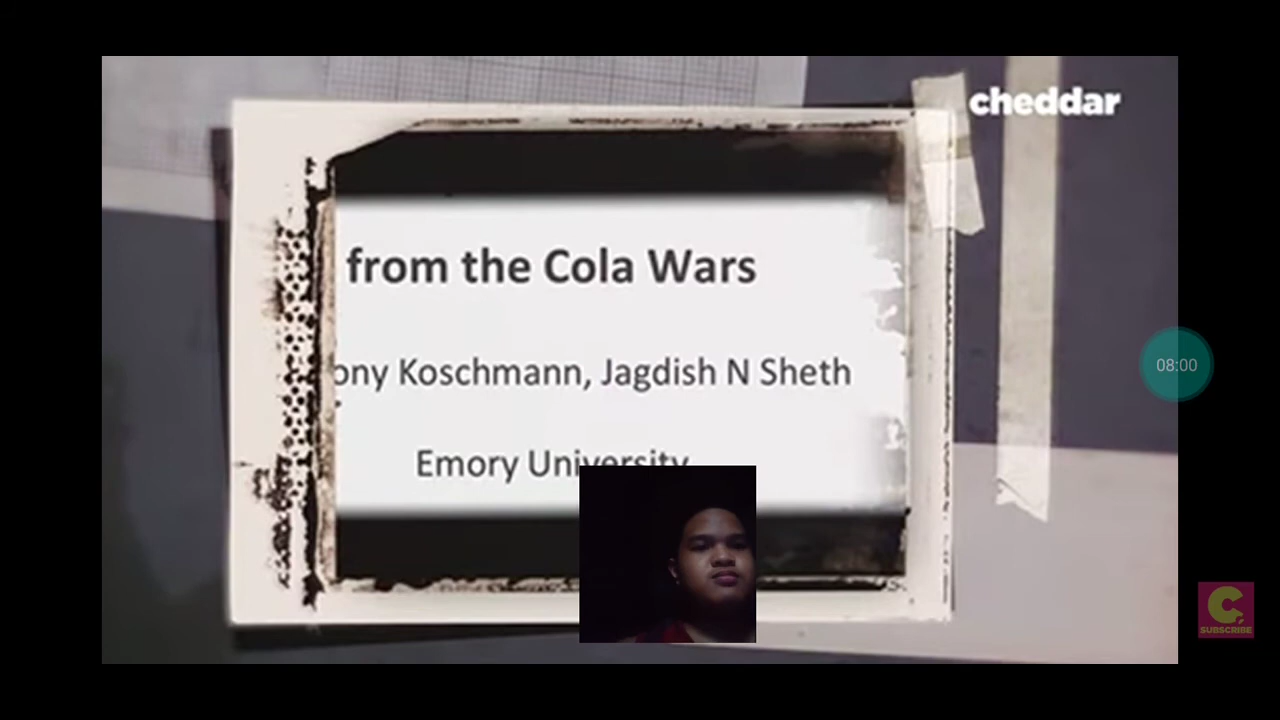 cheddar
from the Cola Wars
ony Koschmann, Jagdish N Sheth
Emory University
08:00
SUBSCRIBE